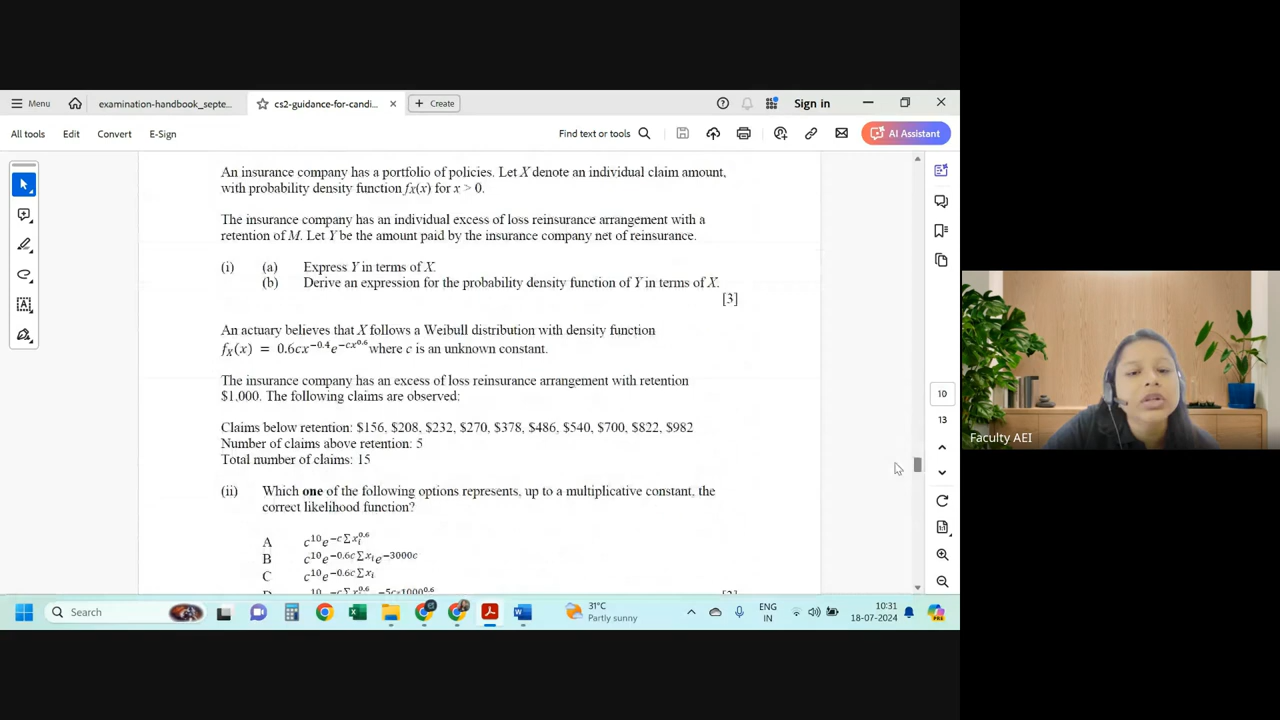 Menu
examination-handbook_septe...
cs2-guidance-for-candi...
Create
Sign in
All tools
Edit
Convert
E-Sign
Find text or tools
AI Assistant
An insurance company has a portfolio of policies. Let X denote an individual claim amount,
with probability density function fX(x) for x > 0.
The insurance company has an individual excess of loss reinsurance arrangement with a
retention of M. Let Y be the amount paid by the insurance company net of reinsurance.
(i) (a) Express Y in terms of X.
(b) Derive an expression for the probability density function of Y in terms of X.
[3]
An actuary believes that X follows a Weibull distribution with density function
fX(x) = 0.6cx^−0.4 e^−cx^0.6 where c is an unknown constant.
The insurance company has an excess of loss reinsurance arrangement with retention
$1,000. The following claims are observed:
Claims below retention: $156, $208, $232, $270, $378, $486, $540, $700, $822, $982
Number of claims above retention: 5
Total number of claims: 15
(ii) Which one of the following options represents, up to a multiplicative constant, the
correct likelihood function?
A c^10 e^−c∑xi^0.6
B c^10 e^−0.6c∑xi e^−3000c
C c^10 e^−0.6c∑xi
10
13
Faculty AEI
Search
31°C
Partly sunny
ENG
IN
10:31
18-07-2024